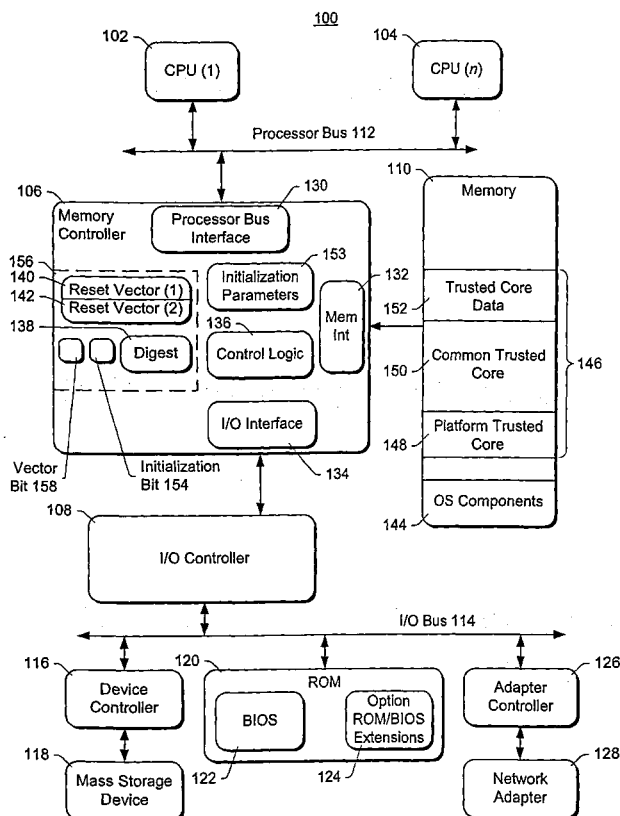 100
102
CPU (1)
104
CPU (n)
Processor Bus 112
106
Memory
Controller
130
Processor Bus
Interface
110
Memory
156
140
142
Reset Vector (1)
Reset Vector (2)
138
Digest
153
Initialization
Parameters
136
Control Logic
132
Mem
Int
I/O Interface
134
Vector
Bit 158
Initialization
Bit 154
152
Trusted Core
Data
150
Common Trusted
Core
146
148
Platform Trusted
Core
OS Components
144
108
I/O Controller
I/O Bus 114
116
Device
Controller
118
Mass Storage
Device
120
ROM
BIOS
122
Option
ROM/BIOS
Extensions
124
126
Adapter
Controller
128
Network
Adapter